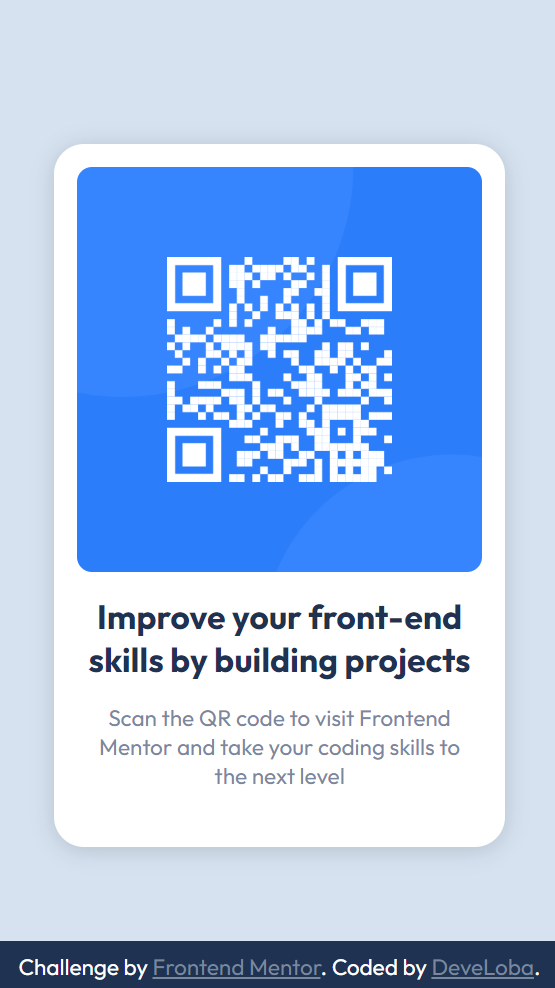 Improve your front-end
skills by building projects
Scan the QR code to visit Frontend
Mentor and take your coding skills to
the next level
Challenge by Frontend Mentor. Coded by DeveLoba.